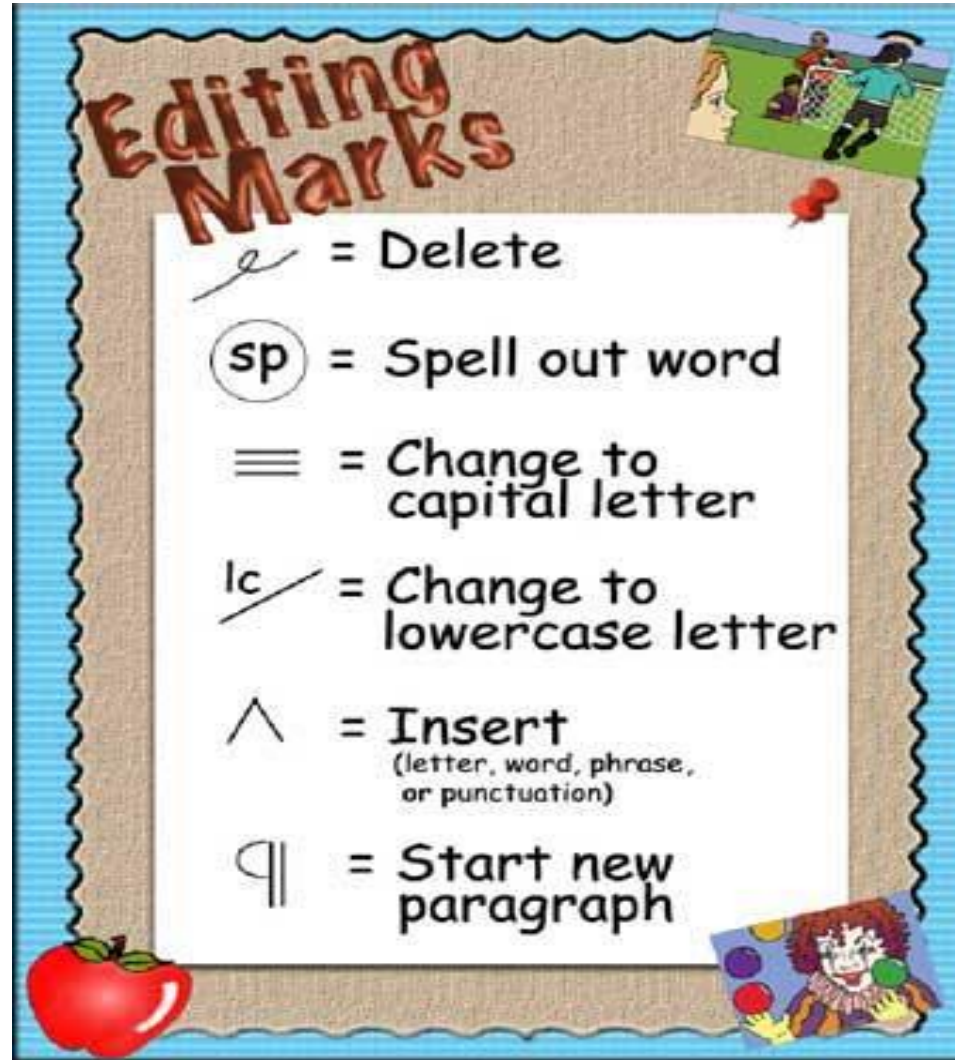 Editing
Marks
= Delete
sp = Spell out word
= Change to
capital letter
lc/ = Change to
lowercase letter
^ = Insert
(letter, word, phrase,
or punctuation)
¶ = Start new
paragraph